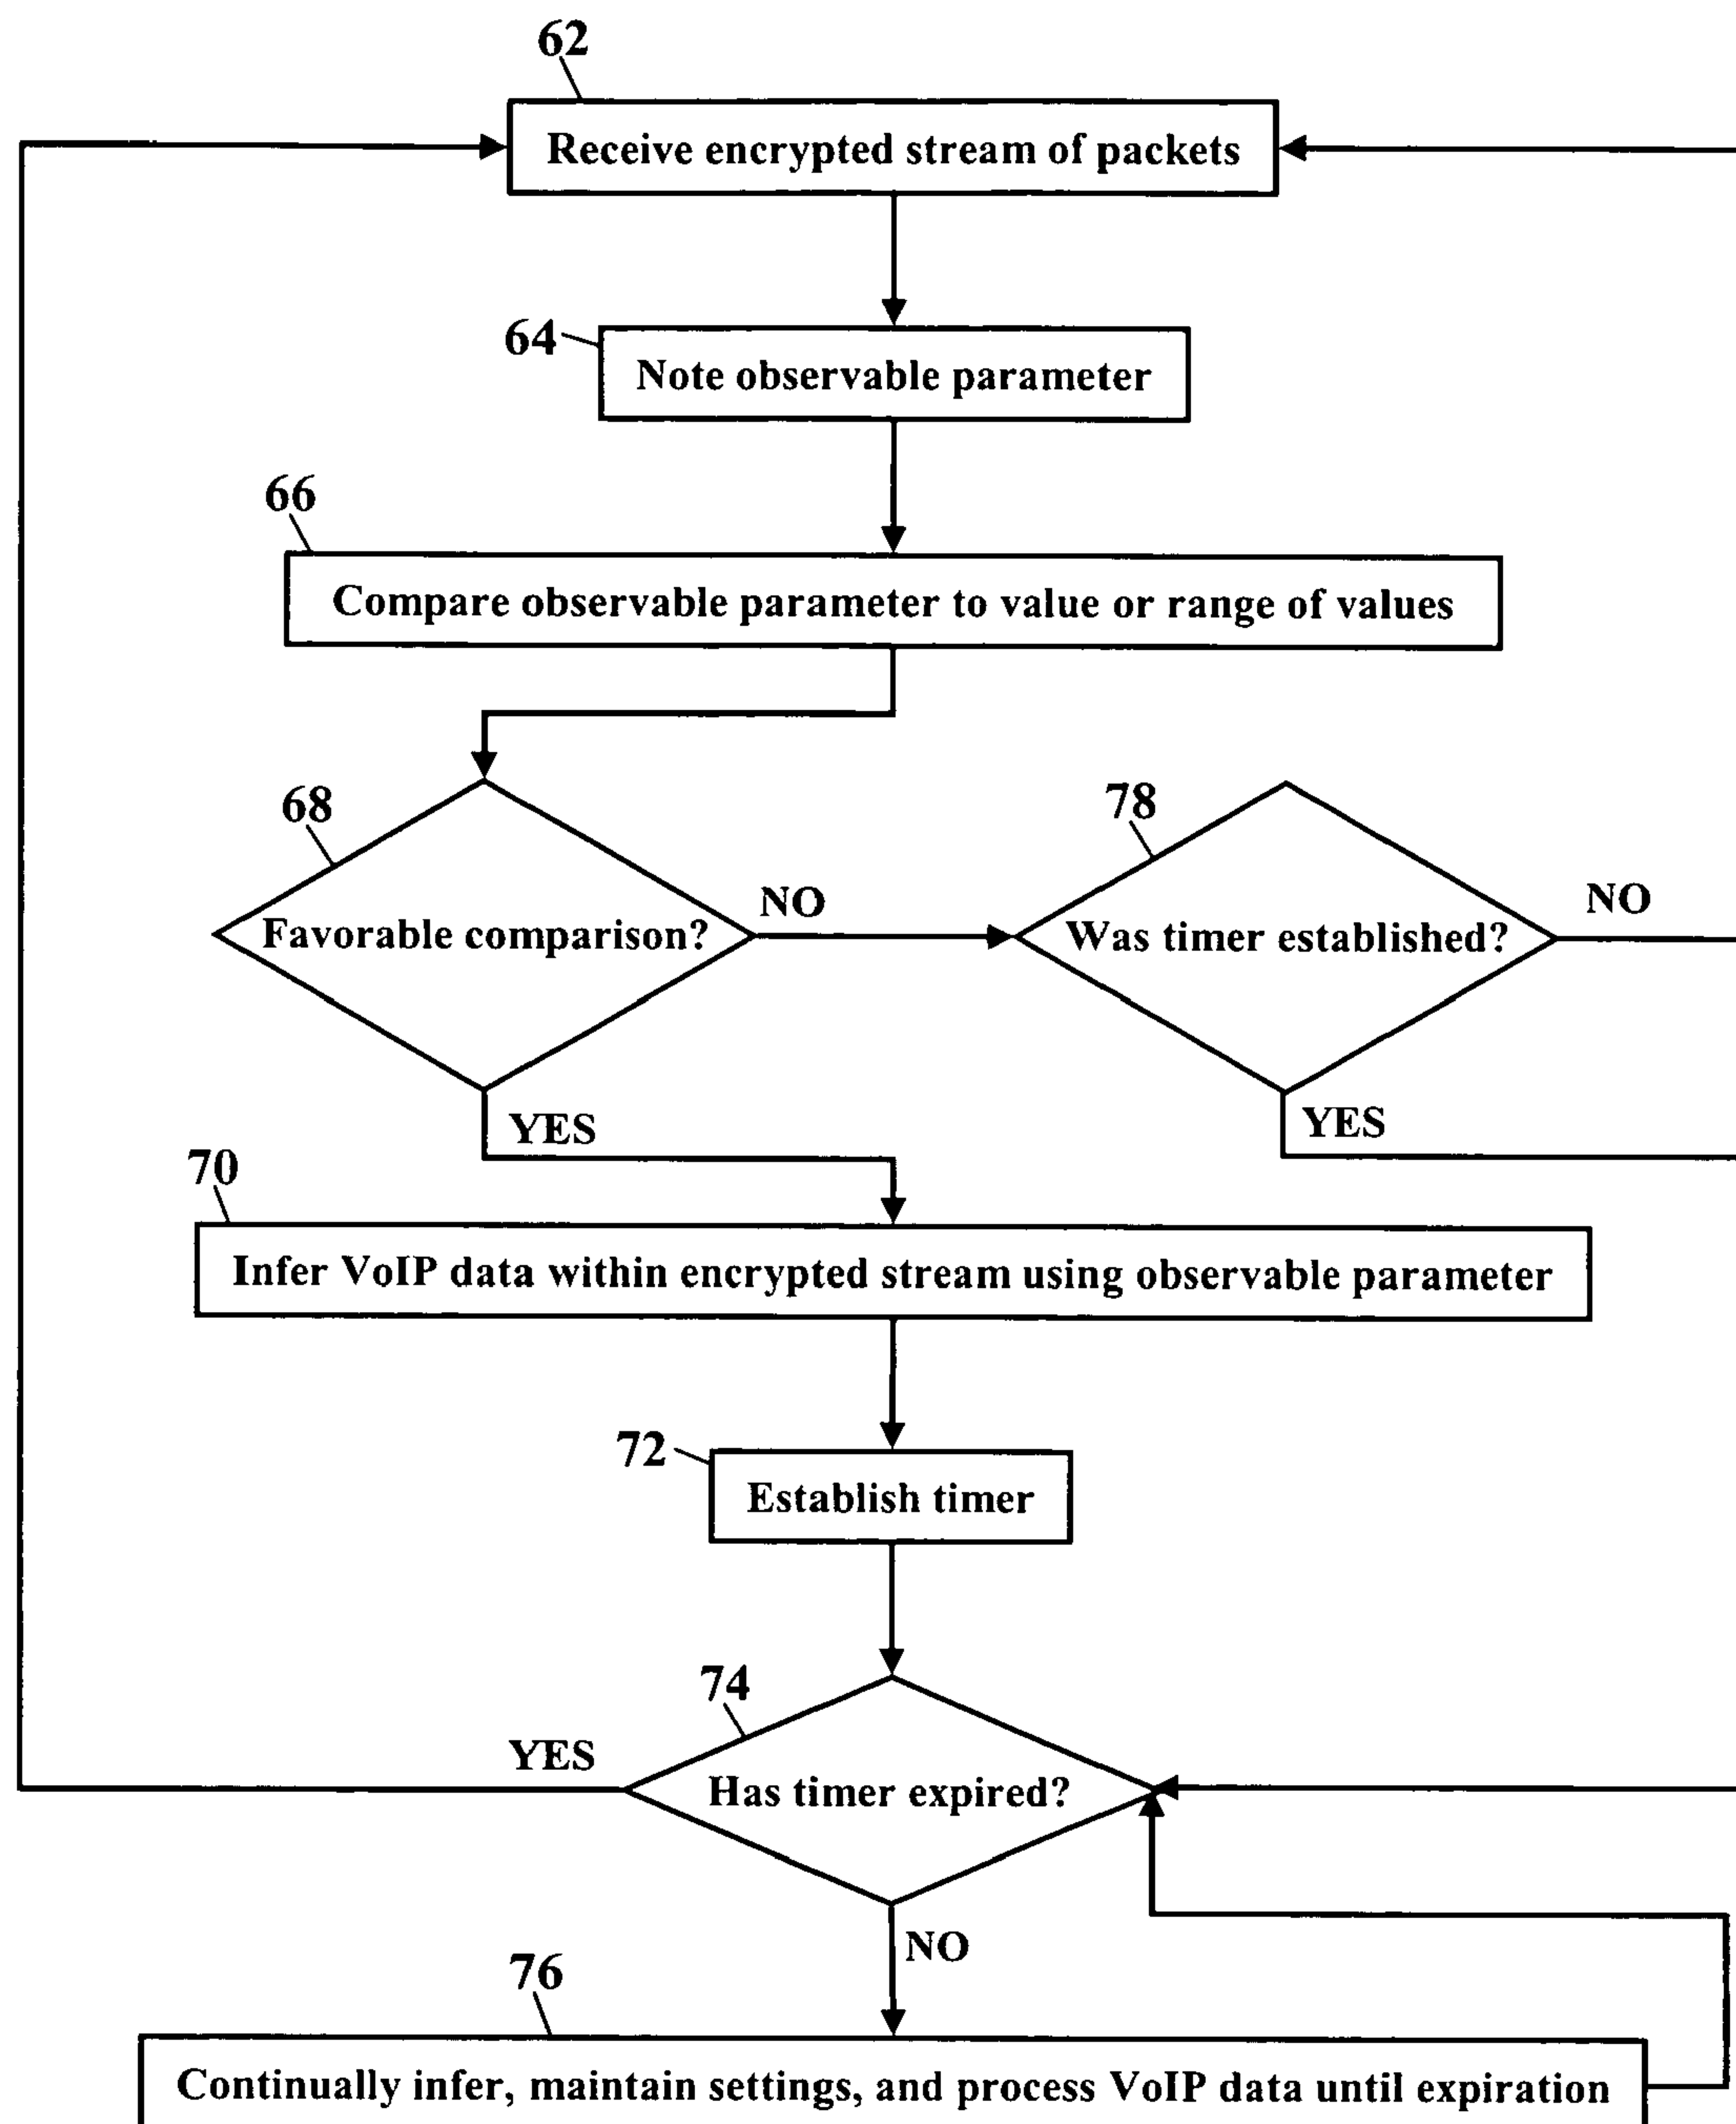 62
Receive encrypted stream of packets
64
Note observable parameter
66
Compare observable parameter to value or range of values
68
78
Favorable comparison?
NO
Was timer established?
NO
YES
YES
70
Infer VoIP data within encrypted stream using observable parameter
72
Establish timer
74
YES
Has timer expired?
NO
76
Continually infer, maintain settings, and process VoIP data until expiration